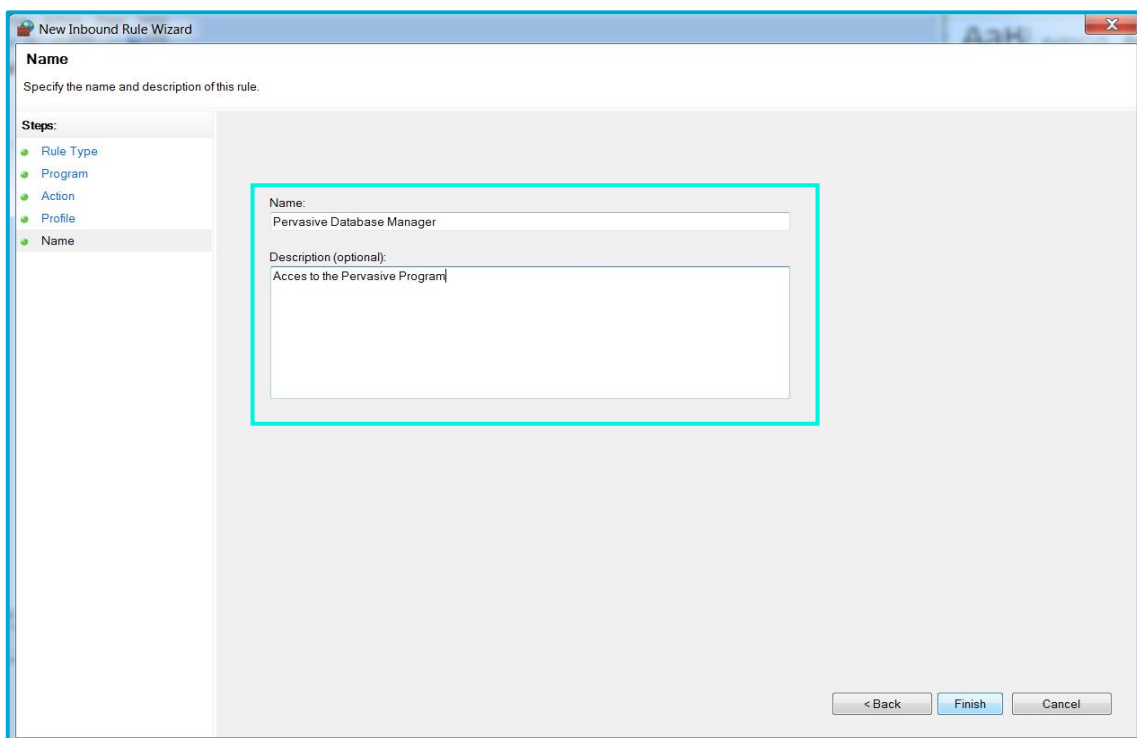 New Inbound Rule Wizard
Name
Specify the name and description of this rule.
Steps:
Rule Type
Program
Action
Profile
Name
Name:
Pervasive Database Manager
Description (optional):
Acces to the Pervasive Program
< Back
Finish
Cancel